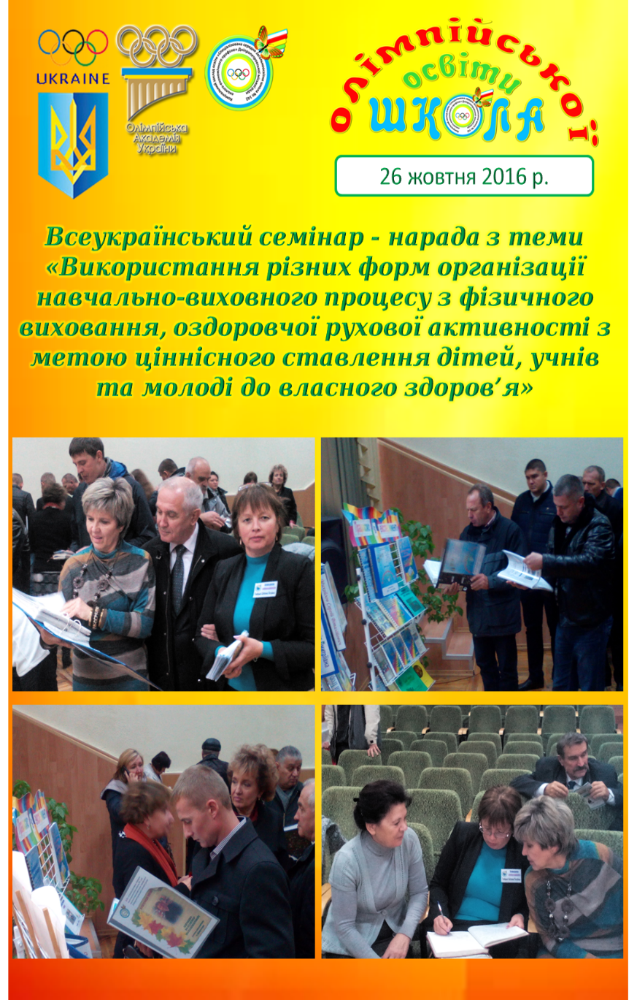 UKRAINE
Олімпійська
Академія
України
олімпійської
освіти
ШКОЛА
26 жовтня 2016 р.
Всеукраїнський семінар - нарада з теми
«Використання різних форм організації
навчально-виховного процесу з фізичного
виховання, оздоровчої рухової активності з
метою ціннісного ставлення дітей, учнів
та молоді до власного здоров’я»